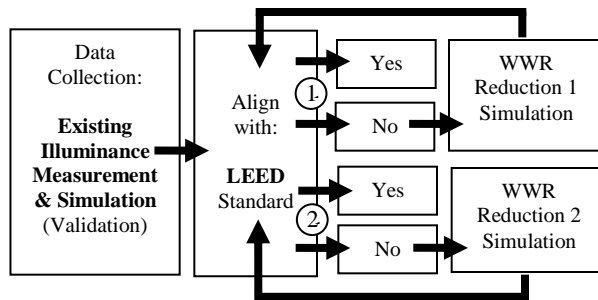 Data
Collection:
Existing
Illuminance
Measurement
& Simulation
(Validation)
Align
with:
LEED
Standard
1.
Yes
No
WWR
Reduction 1
Simulation
2.
Yes
No
WWR
Reduction 2
Simulation